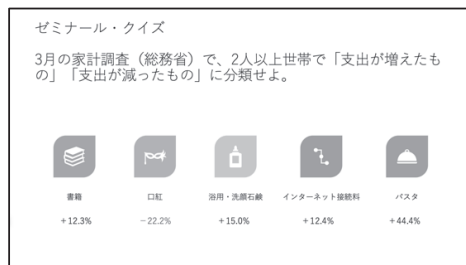 ゼミナール・クイズ
3月の家計調査（総務省）で、2人以上世帯で「支出が増えたも
の」「支出が減ったもの」に分類せよ。
書籍
口紅
浴用・洗顔石鹸
インターネット接続料
パスタ
+12.3%
−22.2%
+15.0%
+12.4%
+44.4%